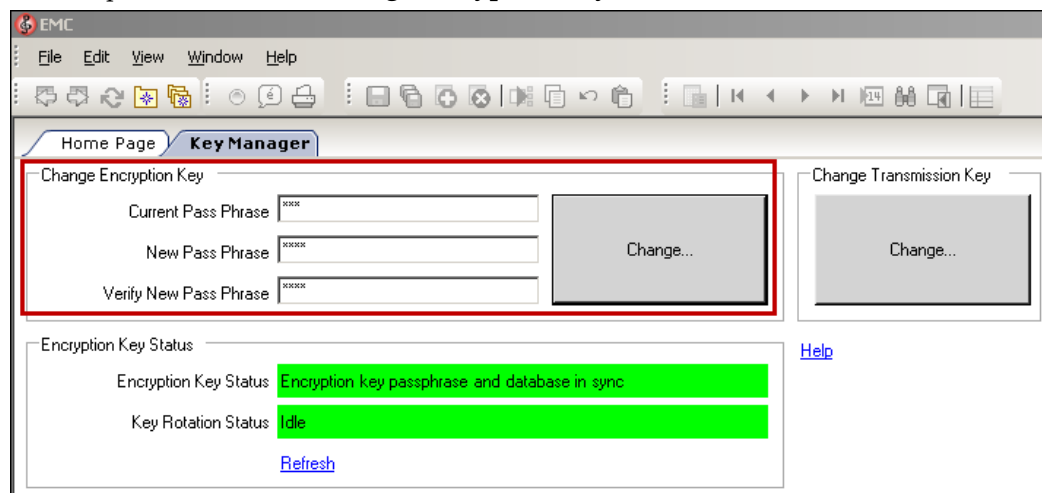 EMC
File Edit View Window Help
14
Home Page Key Manager
Change Encryption Key
Current Pass Phrase ×××
New Pass Phrase ××××
Verify New Pass Phrase ××××
Change...
Change Transmission Key
Change...
Encryption Key Status
Encryption Key Status Encryption key passphrase and database in sync
Key Rotation Status Idle
Refresh
Help